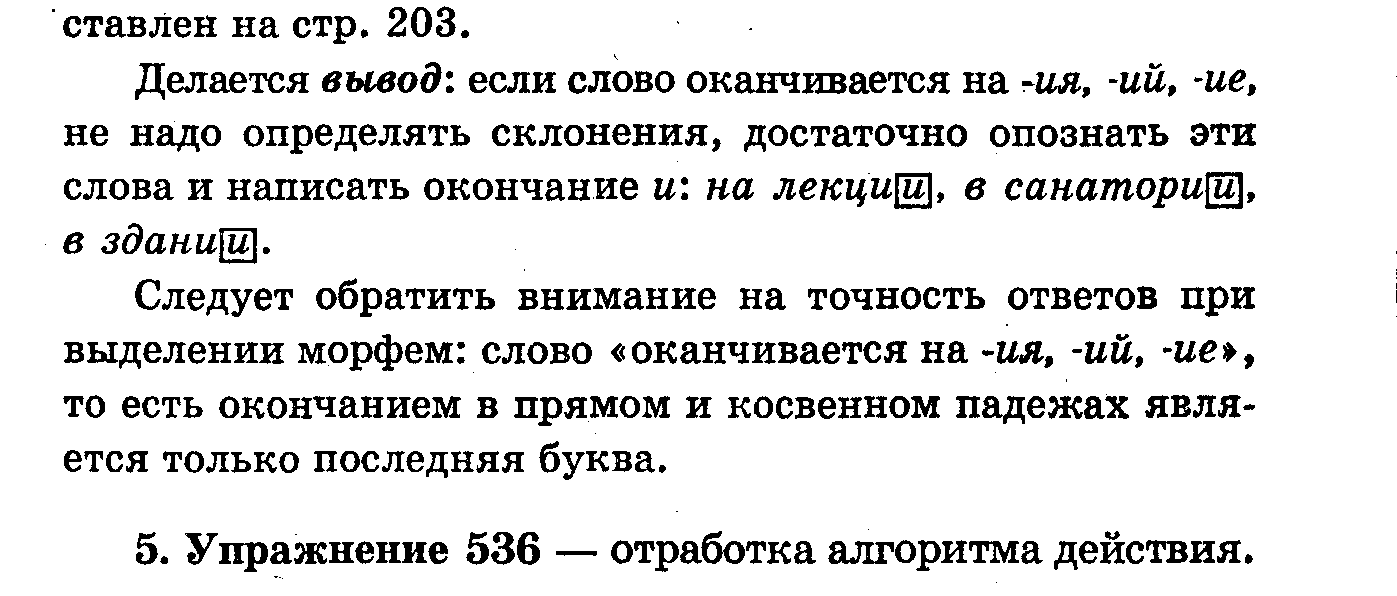 ставлен на стр. 203.
Делается вывод: если слово оканчивается на -ия, -ий, -ие,
не надо определять склонения, достаточно опознать эти
слова и написать окончание и: на лекции, в санатории,
в здании.
Следует обратить внимание на точность ответов при
выделении морфем: слово «оканчивается на -ия, -ий, -ие»,
то есть окончанием в прямом и косвенном падежах явля-
ется только последняя буква.
5. Упражнение 536 — отработка алгоритма действия.